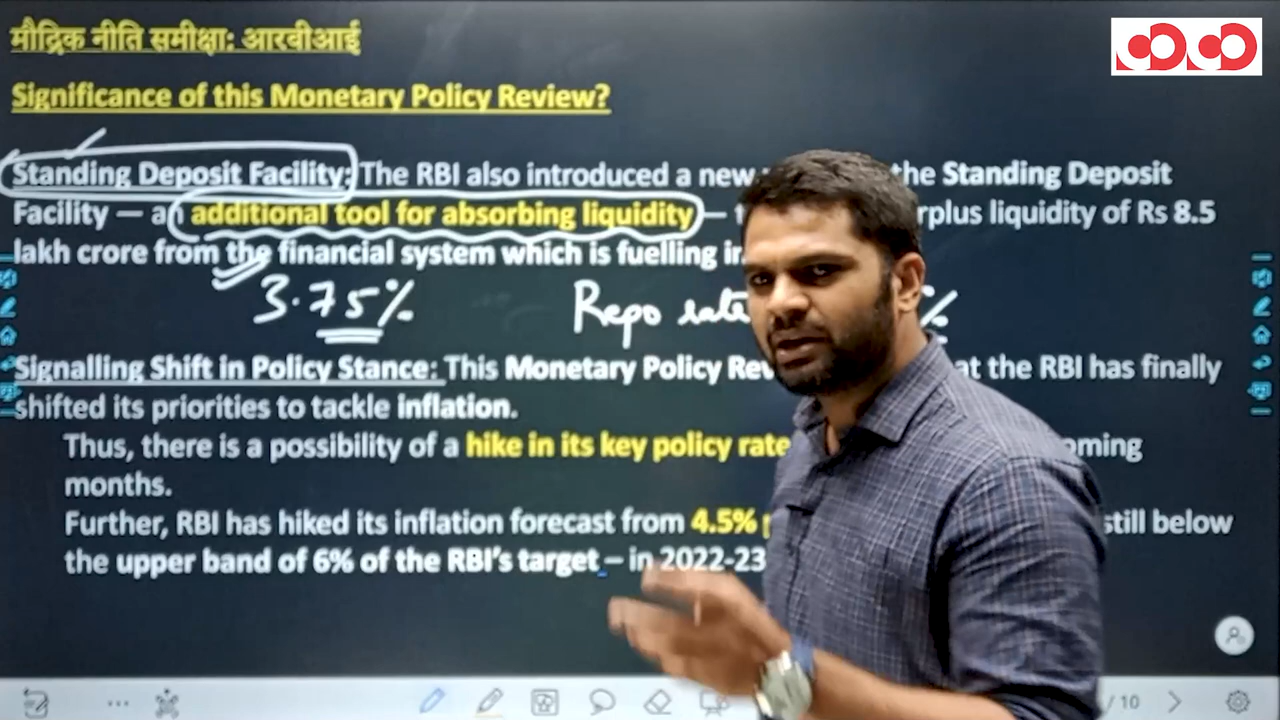 मौद्रिक नीति समीक्षा: आरबीआई
Significance of this Monetary Policy Review?
Standing Deposit Facility: The RBI also introduced a new the Standing Deposit
Facility — an additional tool for absorbing liquidity — surplus liquidity of Rs 8.5
lakh crore from the financial system which is fuelling
3.75% Repo rate %
Signalling Shift in Policy Stance: This Monetary Policy at the RBI has finally
shifted its priorities to tackle inflation.
Thus, there is a possibility of a hike in its key policy rate
months.
Further, RBI has hiked its inflation forecast from 4.5% still below
the upper band of 6% of the RBI's target – in 2022-23
/ 10